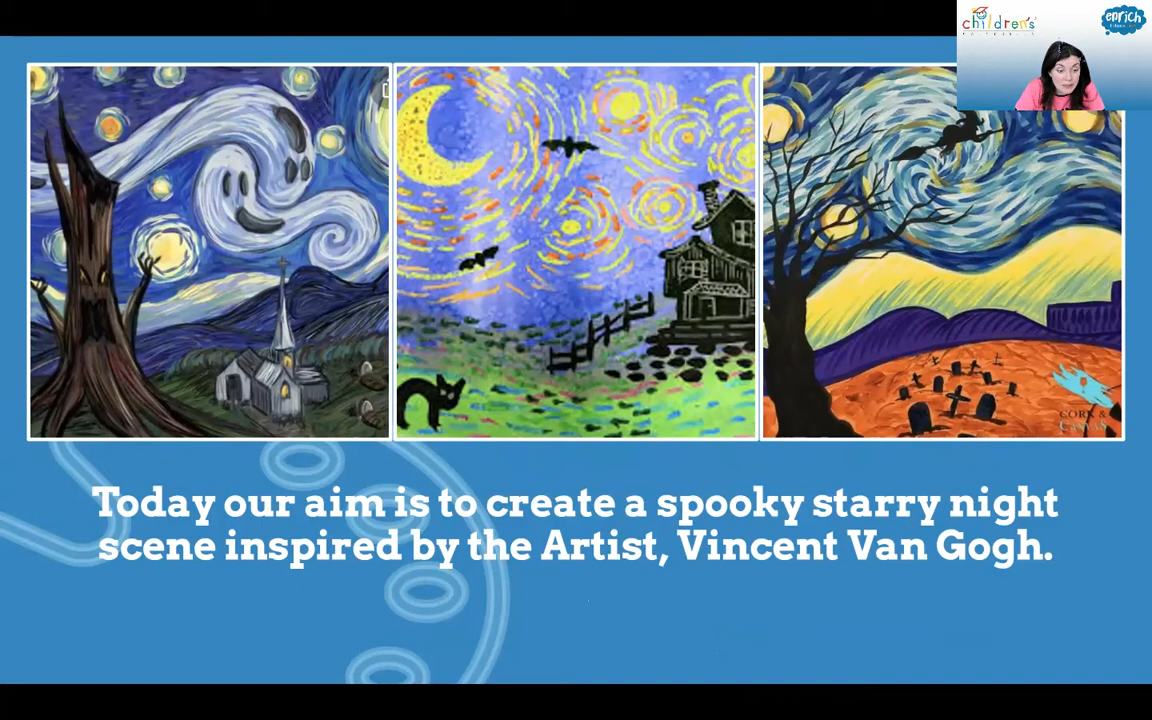 children's
enrich
CORK &
CANVAS
Today our aim is to create a spooky starry night
scene inspired by the Artist, Vincent Van Gogh.